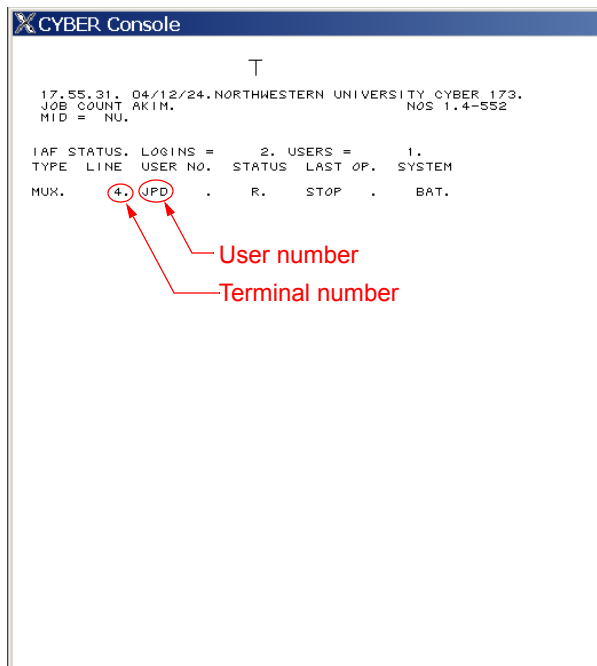 CYBER Console
T
17.55.31. 04/12/24.NORTHWESTERN UNIVERSITY CYBER 173.
JOB COUNT AKIM. NOS 1.4-552
MID = NU.
IAF STATUS. LOGINS = 2. USERS = 1.
TYPE LINE USER NO. STATUS LAST OP. SYSTEM
MUX. 4. JPD . R. STOP . BAT.
User number
Terminal number